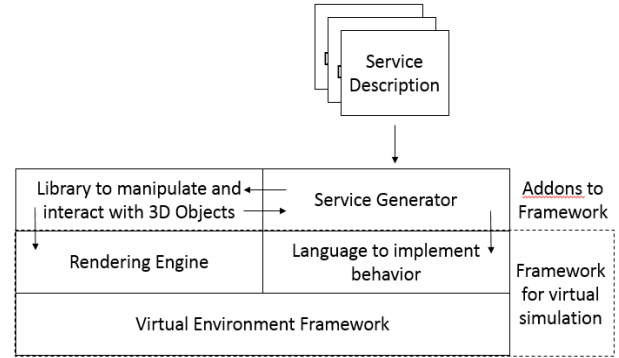 Service
Description
Library to manipulate and
interact with 3D Objects
Service Generator
Addons to
Framework
Rendering Engine
Language to implement
behavior
Framework
for virtual
simulation
Virtual Environment Framework